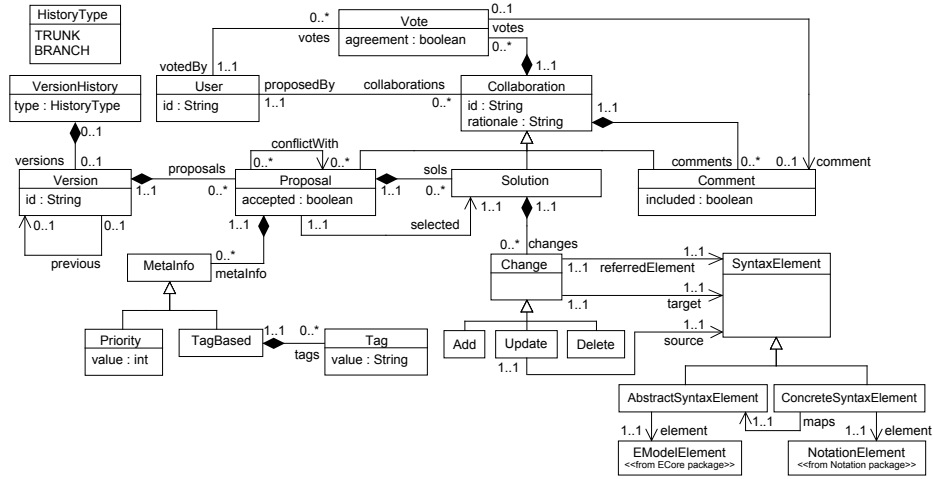 HistoryType
TRUNK
BRANCH
Vote
agreement : boolean
0..*
votes
0..1
votes
0..*
votedBy
1..1
1..1
VersionHistory
type : HistoryType
User
id : String
proposedBy
1..1
collaborations
0..*
Collaboration
id : String
rationale : String
1..1
0..1
conflictWith
0..*
0..*
comments
0..*
0..1
comment
versions
0..1
Version
id : String
proposals
1..1
0..*
Proposal
accepted : boolean
1..1
sols
0..*
Solution
Comment
included : boolean
0..1
0..1
previous
1..1
1..1
selected
1..1
1..1
MetaInfo
0..*
metaInfo
0..*
changes
Change
1..1
referredElement
1..1
SyntaxElement
1..1
target
1..1
Priority
value : int
TagBased
1..1
0..*
tags
Tag
value : String
Add
Update
Delete
1..1
1..1
source
AbstractSyntaxElement
ConcreteSyntaxElement
1..1
maps
1..1
element
1..1
element
EModelElement
<<from ECore package>>
NotationElement
<<from Notation package>>